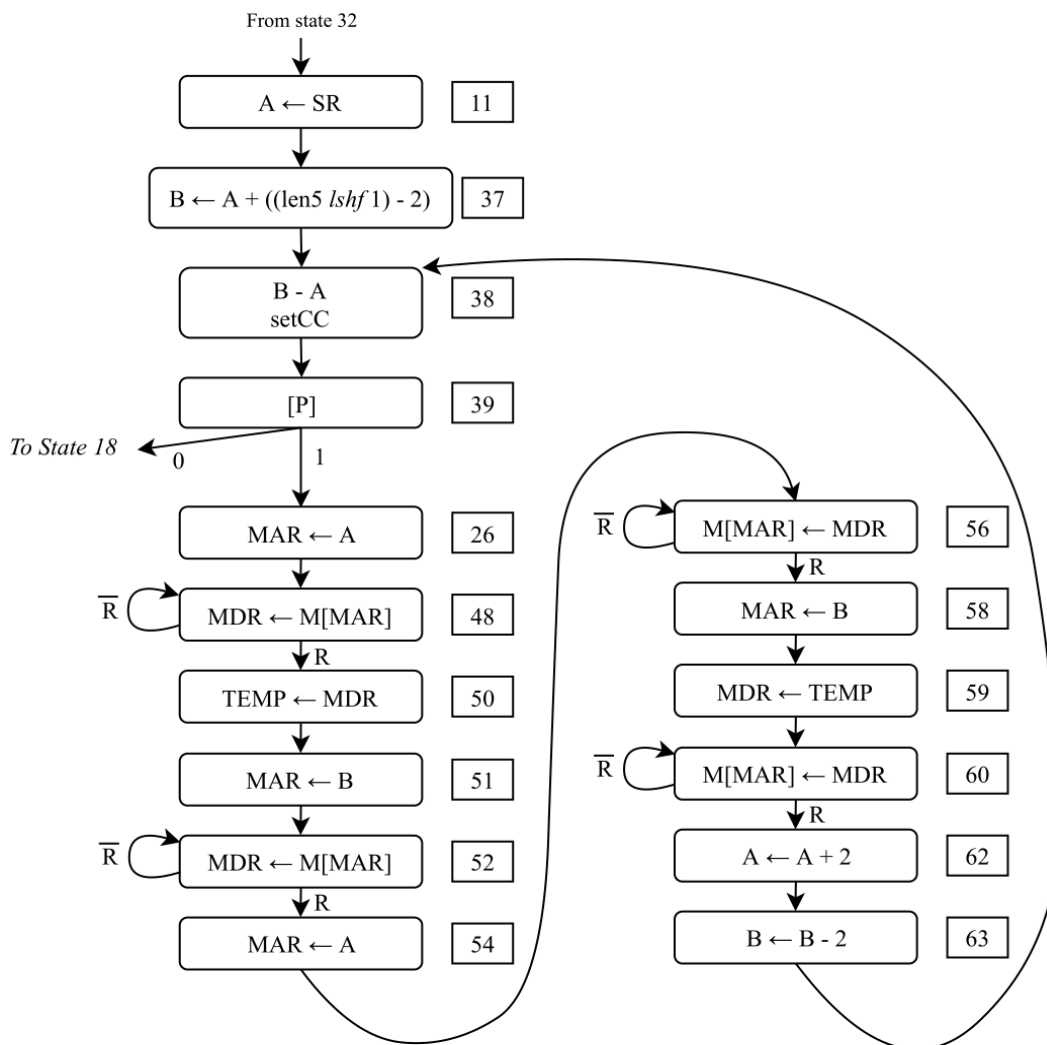 From state 32
A ← SR
11
B ← A + ((len5 lshf 1) - 2)
37
B - A
setCC
38
[P]
39
To State 18
0
1
MAR ← A
26
R̅
MDR ← M[MAR]
48
R
TEMP ← MDR
50
MAR ← B
51
R̅
MDR ← M[MAR]
52
R
MAR ← A
54
R̅
M[MAR] ← MDR
56
R
MAR ← B
58
MDR ← TEMP
59
R̅
M[MAR] ← MDR
60
R
A ← A + 2
62
B ← B - 2
63